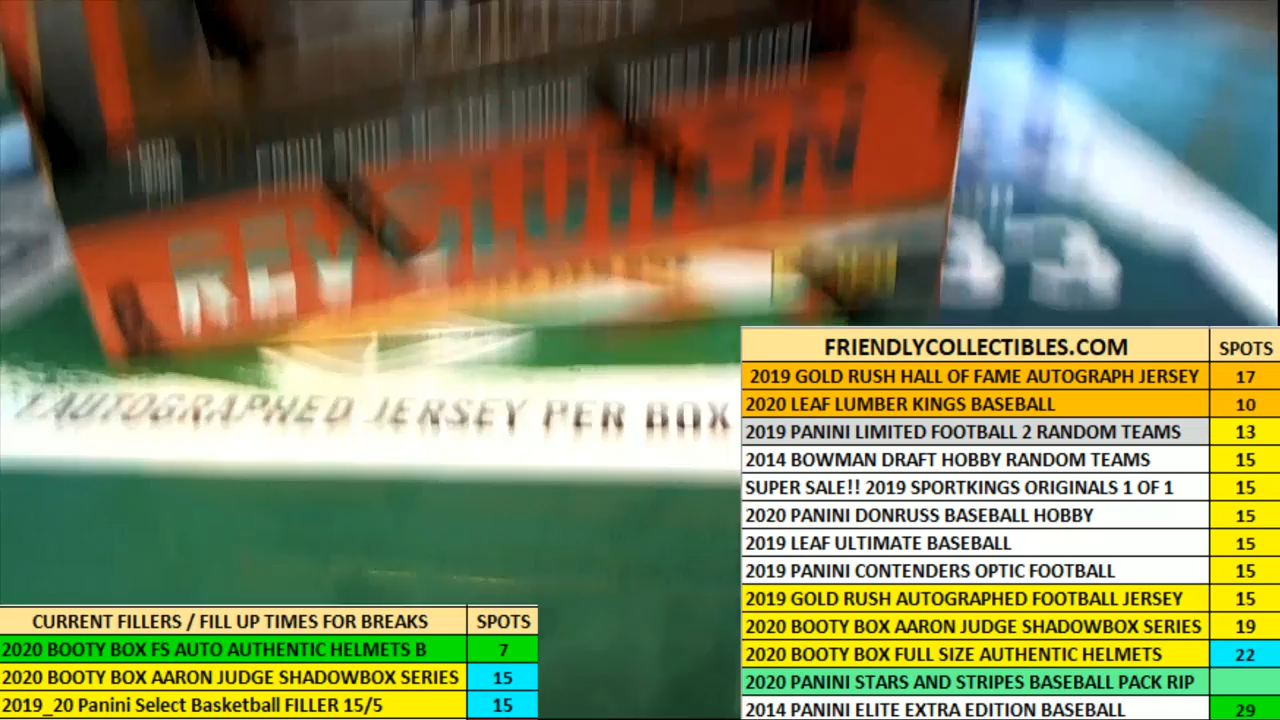 REVOLUTION
REV
AUTOGRAPHED JERSEY PER BOX
FRIENDLYCOLLECTIBLES.COM SPOTS
2019 GOLD RUSH HALL OF FAME AUTOGRAPH JERSEY 17
2020 LEAF LUMBER KINGS BASEBALL 10
2019 PANINI LIMITED FOOTBALL 2 RANDOM TEAMS 13
2014 BOWMAN DRAFT HOBBY RANDOM TEAMS 15
SUPER SALE!! 2019 SPORTKINGS ORIGINALS 1 OF 1 15
2020 PANINI DONRUSS BASEBALL HOBBY 15
2019 LEAF ULTIMATE BASEBALL 15
2019 PANINI CONTENDERS OPTIC FOOTBALL 15
2019 GOLD RUSH AUTOGRAPHED FOOTBALL JERSEY 15
2020 BOOTY BOX AARON JUDGE SHADOWBOX SERIES 19
2020 BOOTY BOX FULL SIZE AUTHENTIC HELMETS 22
2020 PANINI STARS AND STRIPES BASEBALL PACK RIP
2014 PANINI ELITE EXTRA EDITION BASEBALL 29
CURRENT FILLERS / FILL UP TIMES FOR BREAKS SPOTS
2020 BOOTY BOX FS AUTO AUTHENTIC HELMETS B 7
2020 BOOTY BOX AARON JUDGE SHADOWBOX SERIES 15
2019_20 Panini Select Basketball FILLER 15/5 15